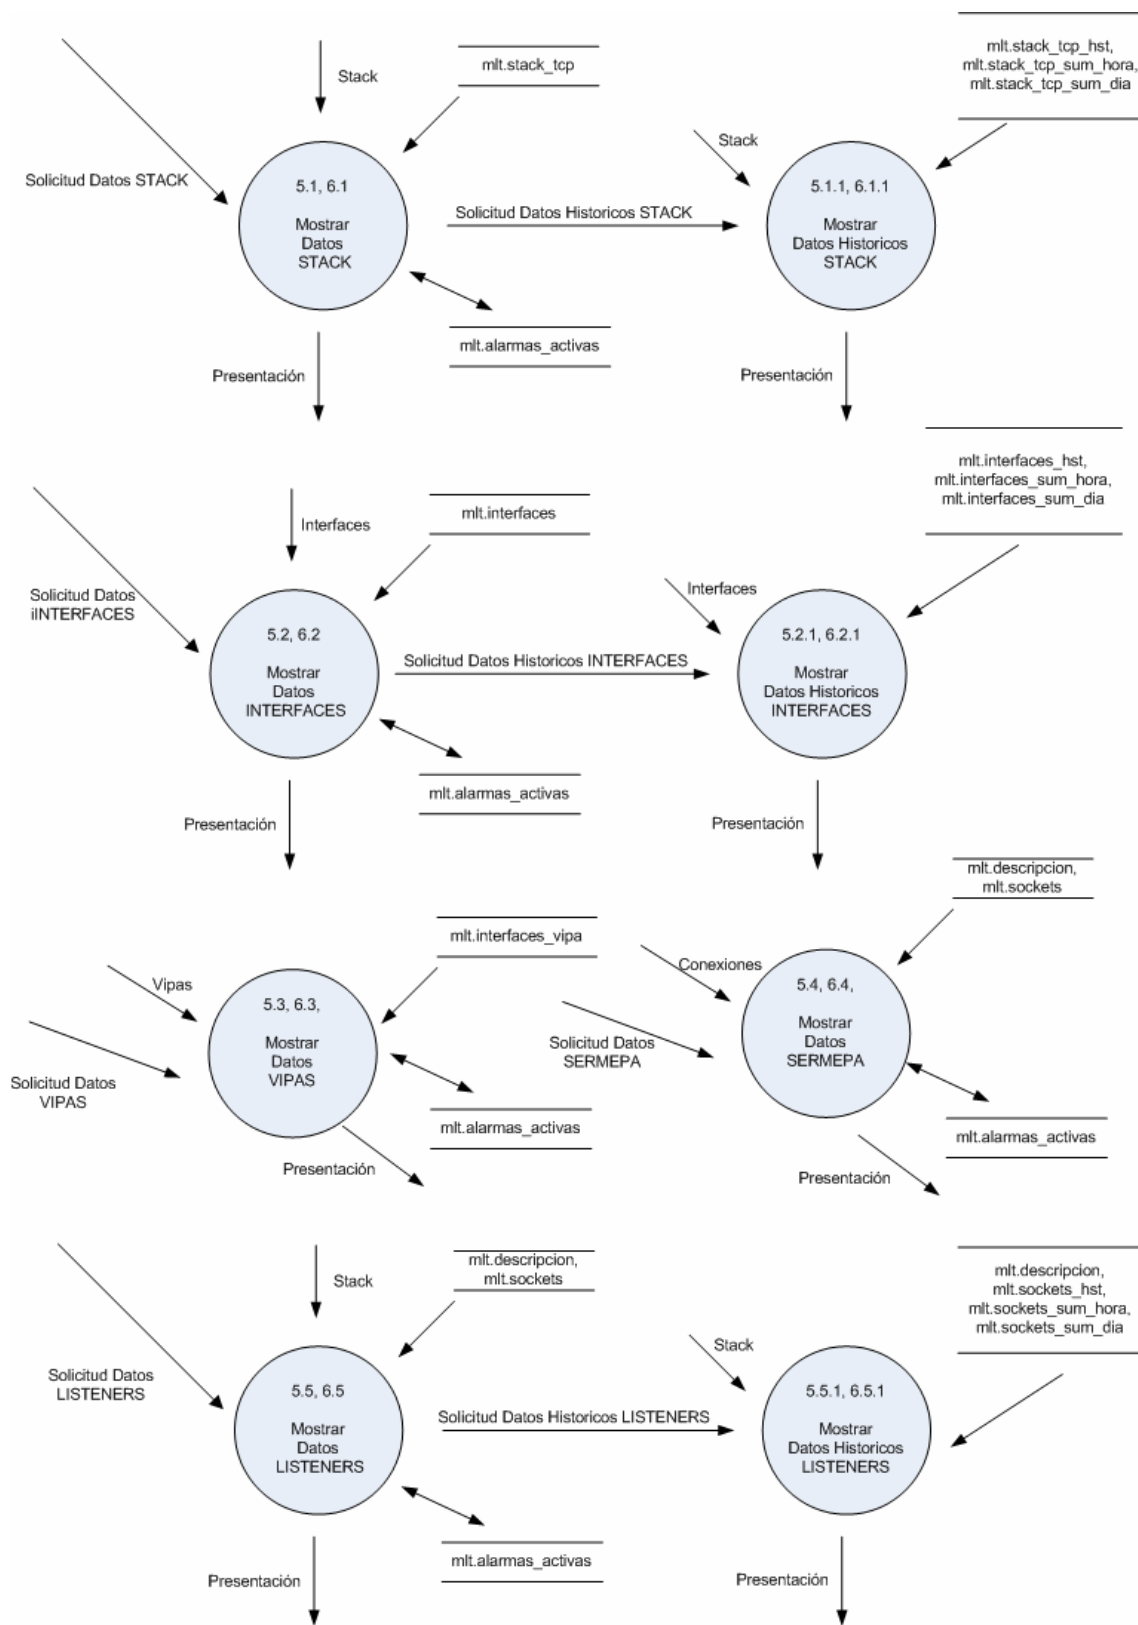 Stack
mlt.stack_tcp
mlt.stack_tcp_hst,
mlt.stack_tcp_sum_hora,
mlt.stack_tcp_sum_dia
Stack
Solicitud Datos STACK
5.1, 6.1
Mostrar
Datos
STACK
Solicitud Datos Historicos STACK
5.1.1, 6.1.1
Mostrar
Datos Historicos
STACK
mlt.alarmas_activas
Presentación
Presentación
Interfaces
mlt.interfaces
mlt.interfaces_hst,
mlt.interfaces_sum_hora,
mlt.interfaces_sum_dia
Interfaces
Solicitud Datos
iINTERFACES
5.2, 6.2
Mostrar
Datos
INTERFACES
Solicitud Datos Historicos INTERFACES
5.2.1, 6.2.1
Mostrar
Datos Historicos
INTERFACES
mlt.alarmas_activas
Presentación
Presentación
Vipas
mlt.interfaces_vipa
Solicitud Datos
VIPAS
5.3, 6.3,
Mostrar
Datos
VIPAS
mlt.alarmas_activas
Presentación
mlt.descripcion,
mlt.sockets
Conexiones
Solicitud Datos
SERMEPA
5.4, 6.4,
Mostrar
Datos
SERMEPA
mlt.alarmas_activas
Presentación
Stack
mlt.descripcion,
mlt.sockets
mlt.descripcion,
mlt.sockets_hst,
mlt.sockets_sum_hora,
mlt.sockets_sum_dia
Stack
Solicitud Datos
LISTENERS
5.5, 6.5
Mostrar
Datos
LISTENERS
Solicitud Datos Historicos LISTENERS
5.5.1, 6.5.1
Mostrar
Datos Historicos
LISTENERS
mlt.alarmas_activas
Presentación
Presentación